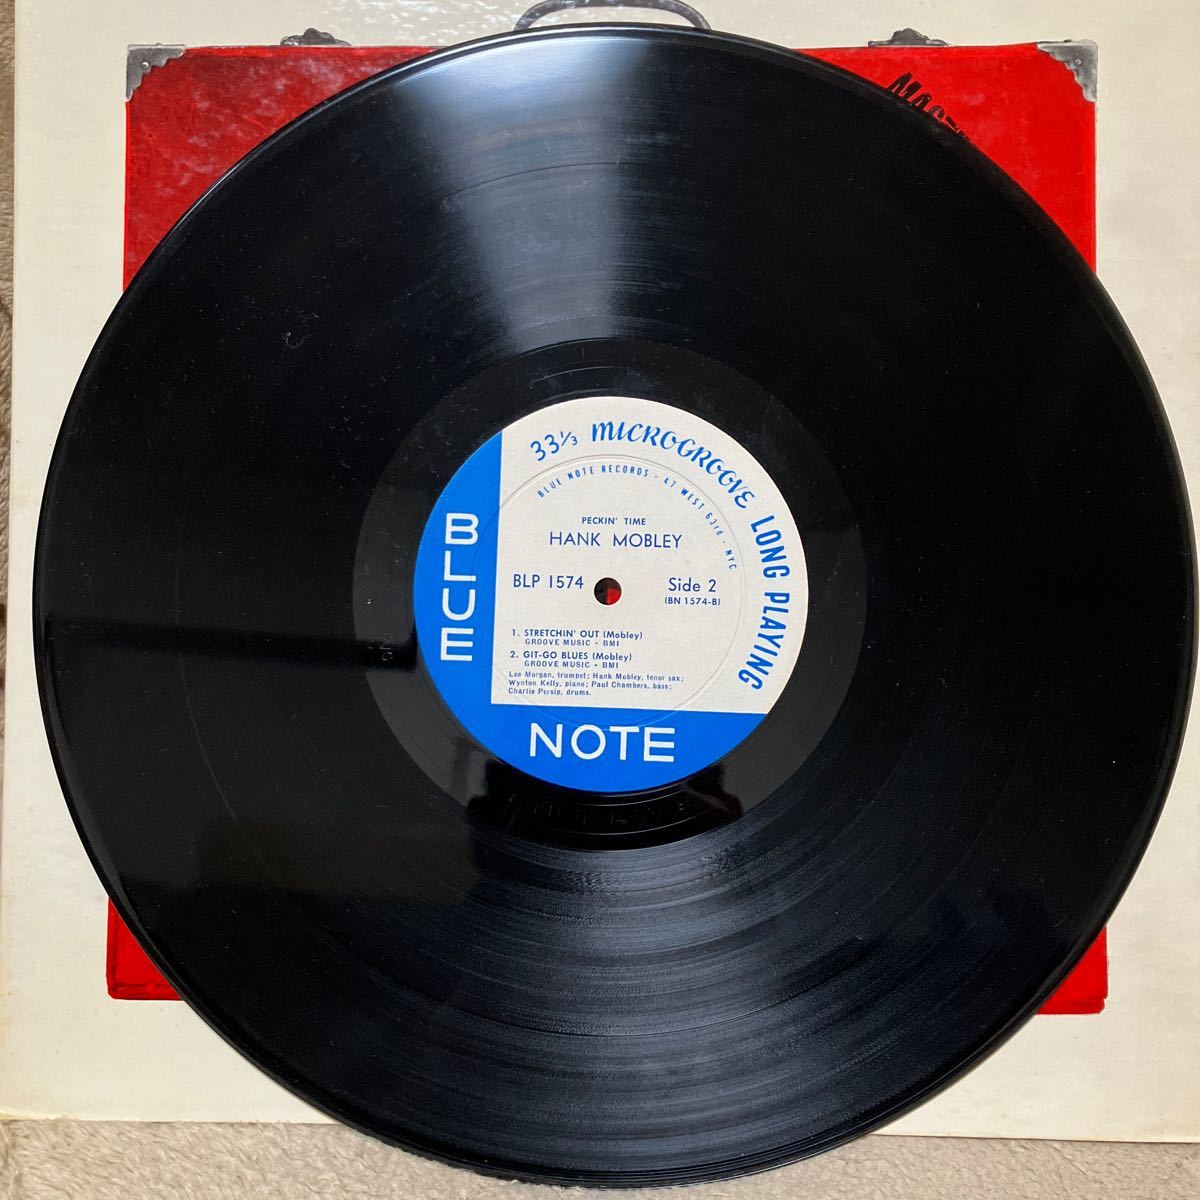 33⅓ MICROGROOVE LONG PLAYING
BLUE NOTE RECORDS · 47 WEST 63rd · NYC
PECKIN' TIME
HANK MOBLEY
BLP 1574
Side 2
(BN 1574-B)
1. STRETCHIN' OUT (Mobley)
GROOVE MUSIC - BMI
2. GIT-GO BLUES (Mobley)
GROOVE MUSIC - BMI
Lee Morgan, trumpet; Hank Mobley, tenor sax;
Wynton Kelly, piano; Paul Chambers, bass;
Charlie Persip, drums.
BLUE
NOTE